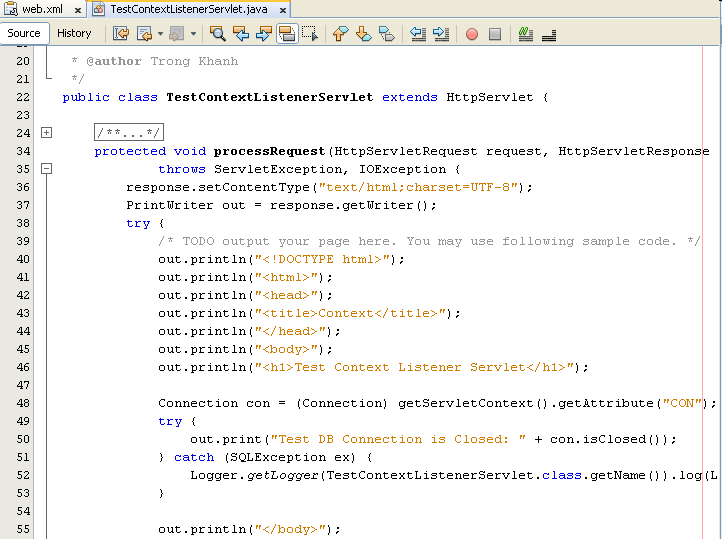 web.xml × TestContextListenerServlet.java ×
Source History
20 * @author Trong Khanh
21 */
22 public class TestContextListenerServlet extends HttpServlet {
23
24 /**...*/
34 protected void processRequest(HttpServletRequest request, HttpServletResponse
35 throws ServletException, IOException {
36 response.setContentType("text/html;charset=UTF-8");
37 PrintWriter out = response.getWriter();
38 try {
39 /* TODO output your page here. You may use following sample code. */
40 out.println("<!DOCTYPE html>");
41 out.println("<html>");
42 out.println("<head>");
43 out.println("<title>Context</title>");
44 out.println("</head>");
45 out.println("<body>");
46 out.println("<h1>Test Context Listener Servlet</h1>");
47
48 Connection con = (Connection) getServletContext().getAttribute("CON");
49 try {
50 out.print("Test DB Connection is Closed: " + con.isClosed());
51 } catch (SQLException ex) {
52 Logger.getLogger(TestContextListenerServlet.class.getName()).log(L
53 }
54
55 out.println("</body>");